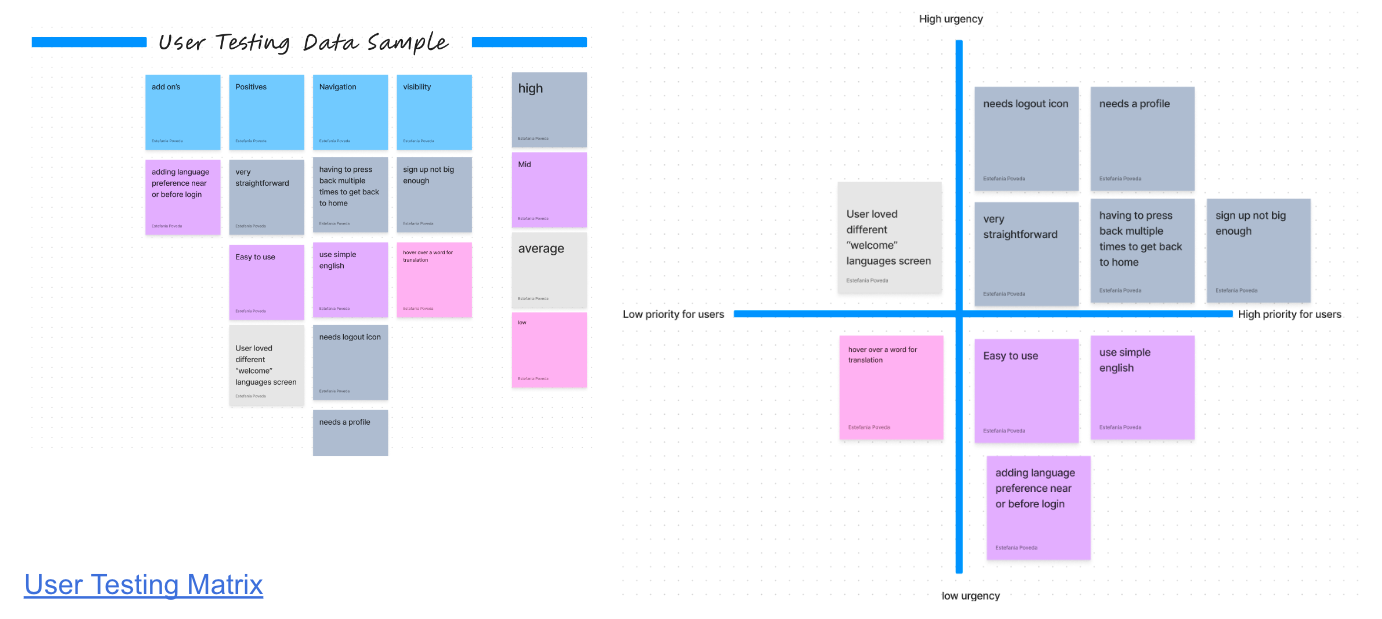 User Testing Data Sample
add on's
Estefania Poveda
Positives
Estefania Poveda
Navigation
Estefania Poveda
visibility
Estefania Poveda
adding language
preference near
or before login
Estefania Poveda
very
straightforward
Estefania Poveda
having to press
back multiple
times to get back
to home
Estefania Poveda
sign up not big
enough
Estefania Poveda
Easy to use
Estefania Poveda
use simple
english
Estefania Poveda
hover over a word for
translation
Estefania Poveda
User loved
different
"welcome"
languages screen
Estefania Poveda
needs logout icon
Estefania Poveda
needs a profile
high
Estefania Poveda
Mid
Estefania Poveda
average
Estefania Poveda
low
Estefania Poveda
User Testing Matrix
High urgency
needs logout icon
Estefania Poveda
needs a profile
Estefania Poveda
User loved
different
"welcome"
languages screen
Estefania Poveda
very
straightforward
Estefania Poveda
having to press
back multiple
times to get back
to home
Estefania Poveda
sign up not big
enough
Estefania Poveda
Low priority for users
High priority for users
hover over a word for
translation
Estefania Poveda
Easy to use
Estefania Poveda
use simple
english
Estefania Poveda
adding language
preference near
or before login
Estefania Poveda
low urgency